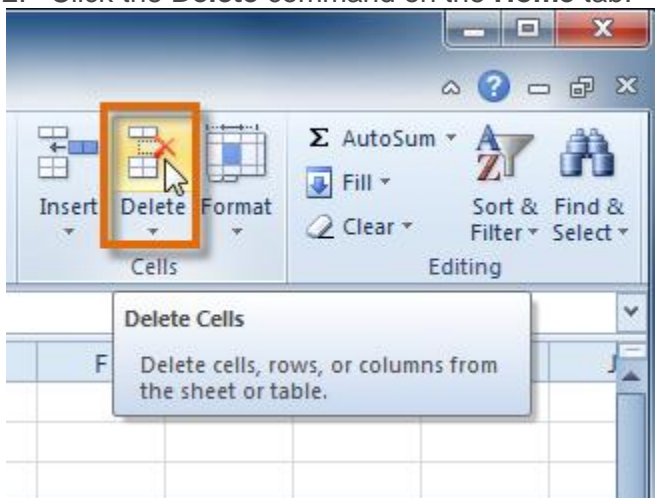 2. Click the Delete command on the Home tab.
Insert Delete Format
Σ AutoSum
Fill
Clear
Sort & Filter
Find & Select
Cells
Editing
Delete Cells
Delete cells, rows, or columns from
the sheet or table.
F
J